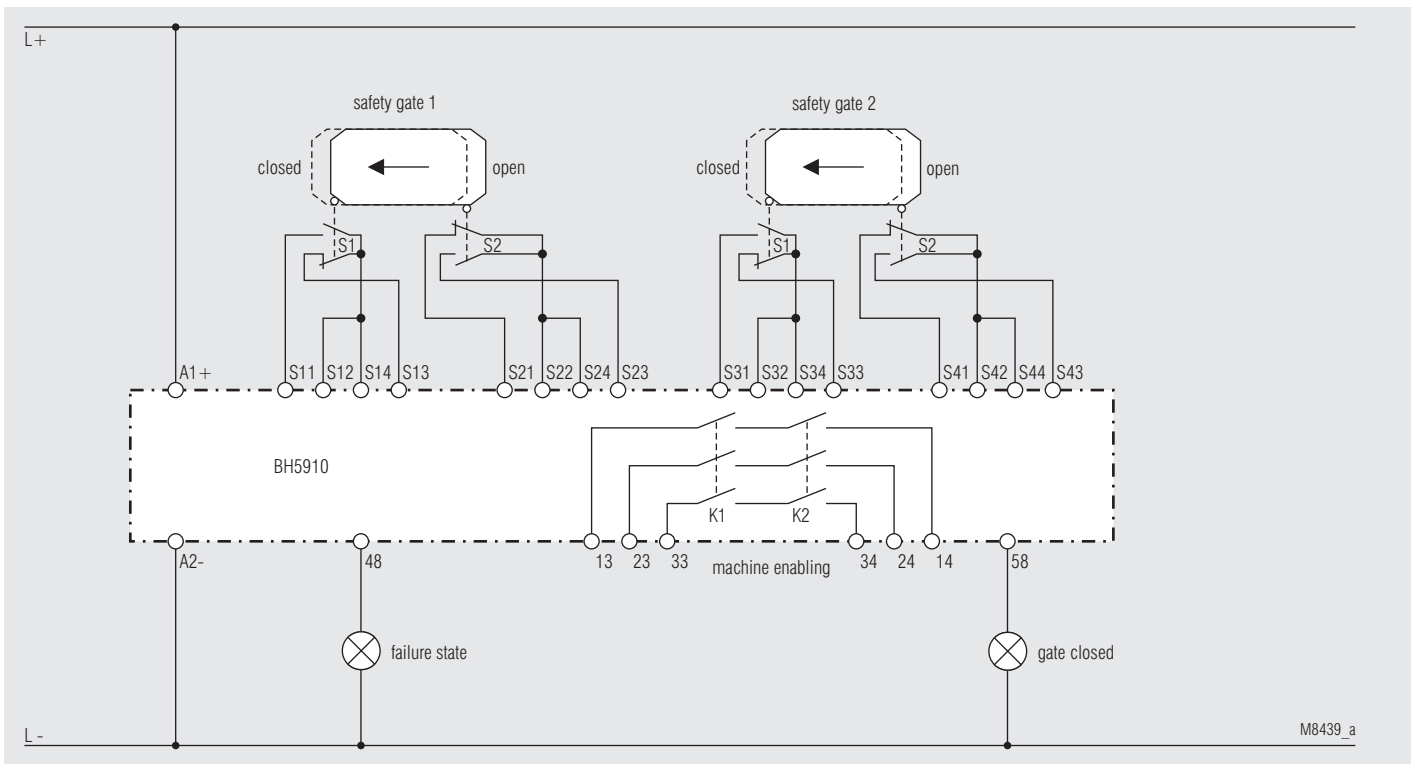 L+
safety gate 1
safety gate 2
closed
open
closed
open
S1
S2
S1
S2
A1+
S11
S12
S14
S13
S21
S22
S24
S23
S31
S32
S34
S33
S41
S42
S44
S43
BH5910
K1
K2
A2-
48
13
23
33
machine enabling
34
24
14
58
failure state
gate closed
L -
M8439_a